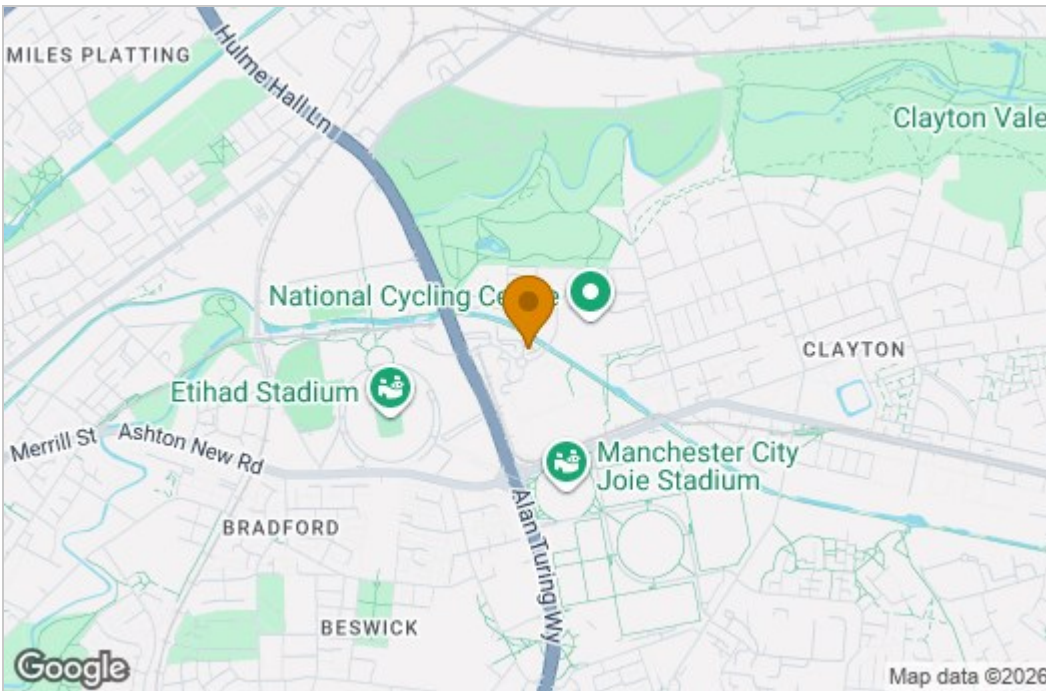 MILES PLATTING
Hulme Hall Ln
Clayton Vale
National Cycling Ce e
CLAYTON
Etihad Stadium
Merrill St
Ashton New Rd
Manchester City
Joie Stadium
BRADFORD
Alan Turing Wy
BESWICK
Google
Map data ©2026